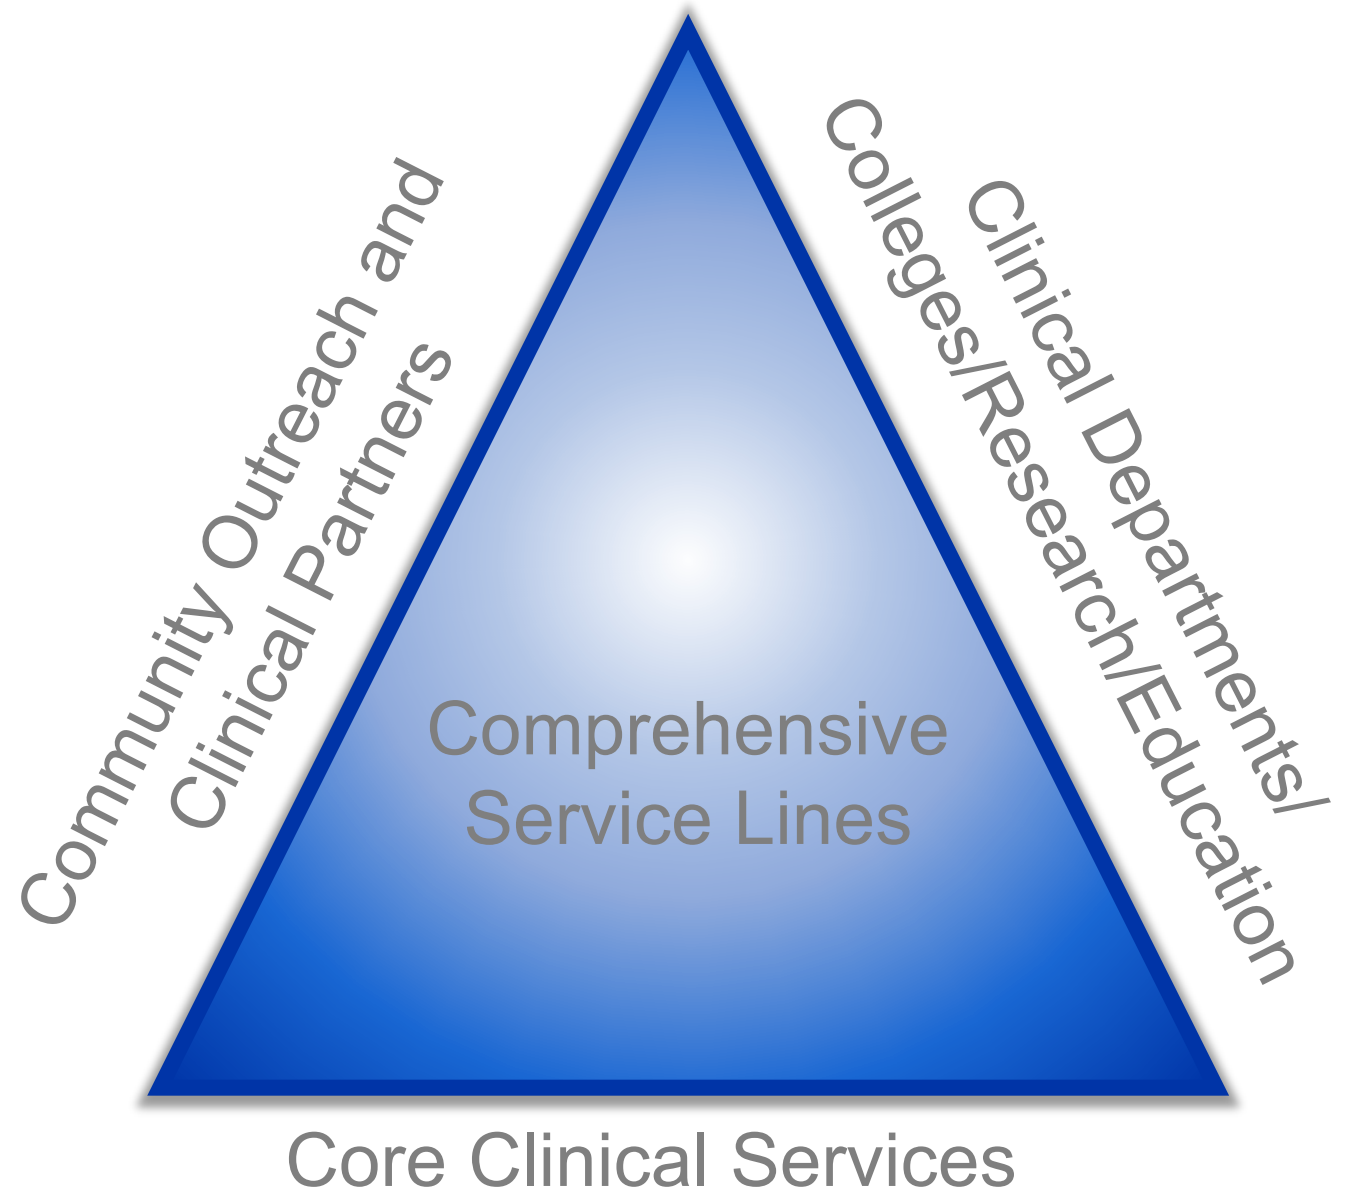 Community Outreach and
Clinical Partners
Clinical Departments/
Colleges/Research/Education
Comprehensive
Service Lines
Core Clinical Services